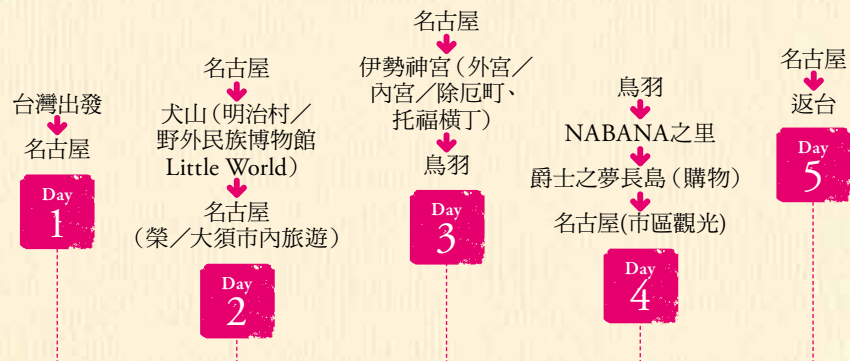 台灣出發
名古屋
Day
1
名古屋
犬山（明治村／
野外民族博物館
Little World）
名古屋
（榮／大須市內旅遊）
Day
2
名古屋
伊勢神宮（外宮／
內宮／除厄町、
托福橫丁）
鳥羽
Day
3
鳥羽
NABANA之里
爵士之夢長島（購物）
名古屋(市區觀光)
Day
4
名古屋
返台
Day
5